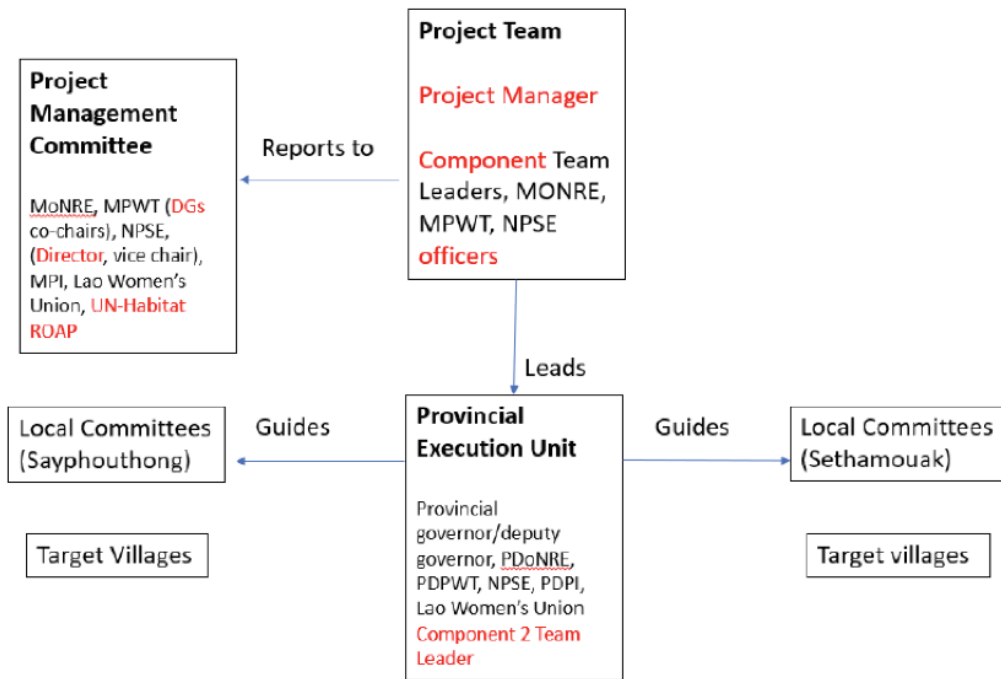 Project Team
Project Manager
Component Team
Leaders, MONRE,
MPWT, NPSE
officers
Project
Management
Committee
MoNRE, MPWT (DGs
co-chairs), NPSE,
(Director, vice chair),
MPI, Lao Women's
Union, UN-Habitat
ROAP
Reports to
Leads
Local Committees
(Sayphouthong)
Guides
Provincial
Execution Unit
Provincial
governor/deputy
governor, PDoNRE,
PDPWT, NPSE, PDPI,
Lao Women's Union
Component 2 Team
Leader
Guides
Local Committees
(Sethamouak)
Target Villages
Target villages